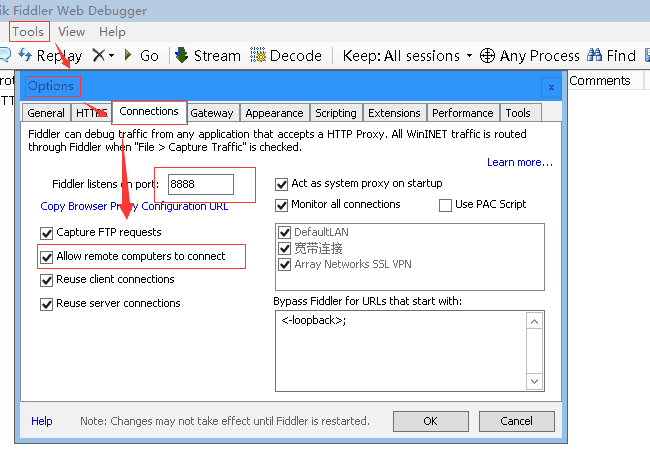 ik Fiddler Web Debugger
Tools View Help
Replay Go Stream Decode Keep: All sessions Any Process Find
Comments
Options
General HTTPS Connections Gateway Appearance Scripting Extensions Performance Tools
Fiddler can debug traffic from any application that accepts a HTTP Proxy. All WinINET traffic is routed
through Fiddler when "File > Capture Traffic" is checked.
Learn more...
Fiddler listens on port: 8888
Act as system proxy on startup
Copy Browser Proxy Configuration URL
Monitor all connections Use PAC Script
Capture FTP requests
DefaultLAN
Allow remote computers to connect
宽带连接
Array Networks SSL VPN
Reuse client connections
Reuse server connections
Bypass Fiddler for URLs that start with:
<-loopback>;
Help Note: Changes may not take effect until Fiddler is restarted. OK Cancel